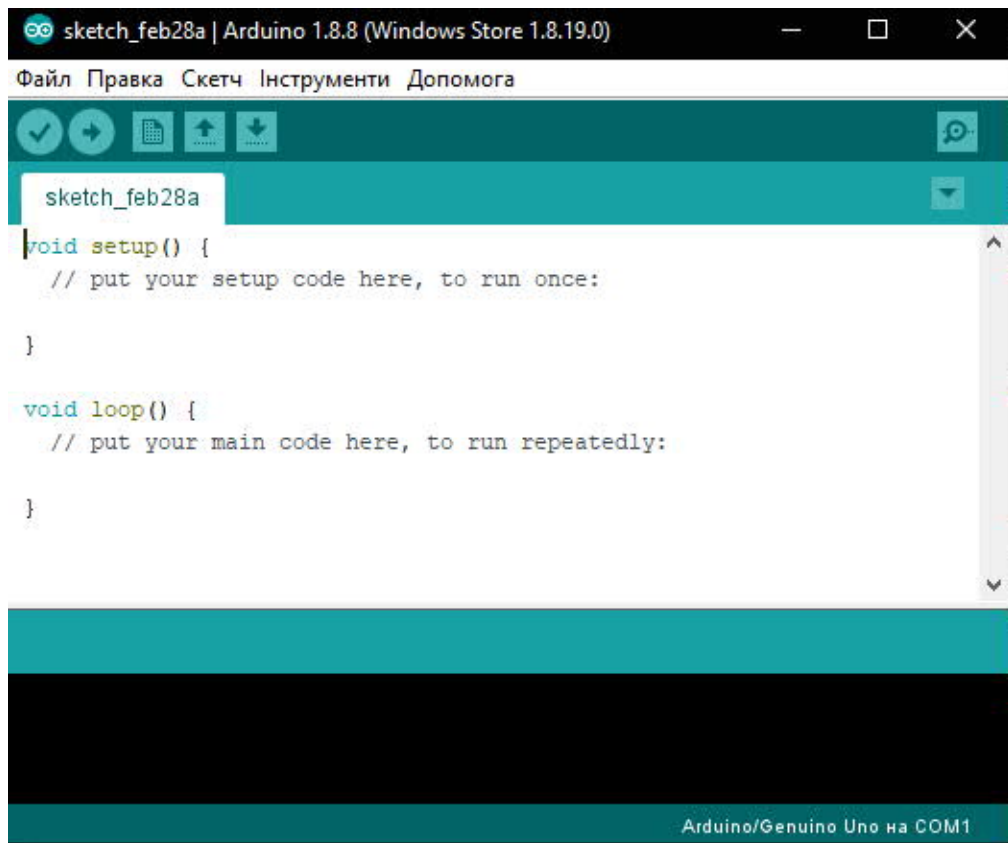 sketch_feb28a | Arduino 1.8.8 (Windows Store 1.8.19.0)
Файл Правка Скетч Інструменти Допомога
sketch_feb28a
void setup() {
  // put your setup code here, to run once:
}
void loop() {
  // put your main code here, to run repeatedly:
}
Arduino/Genuino Uno на COM1